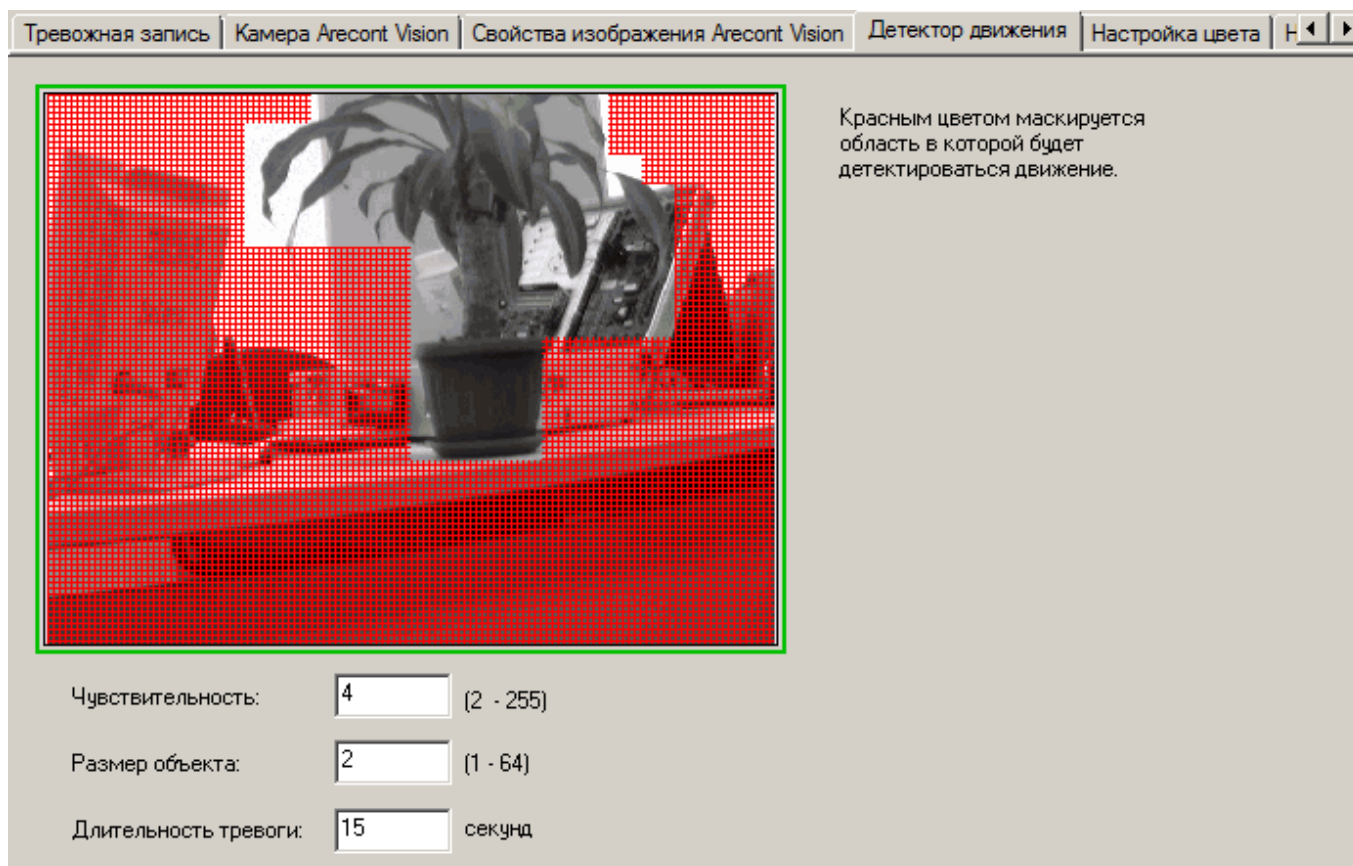 Тревожная запись
Камера Arecont Vision
Свойства изображения Arecont Vision
Детектор движения
Настройка цвета
Красным цветом маскируется
область в которой будет
детектироваться движение.
Чувствительность: 4 (2 - 255)
Размер объекта: 2 (1 - 64)
Длительность тревоги: 15 секунд